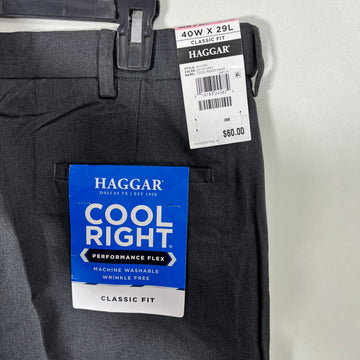 40W X 29L
CLASSIC FIT
HAGGAR
$60.00
HAGGAR
DALLAS TX | EST 1926
COOL
RIGHT®
PERFORMANCE FLEX
MACHINE WASHABLE
WRINKLE FREE
CLASSIC FIT